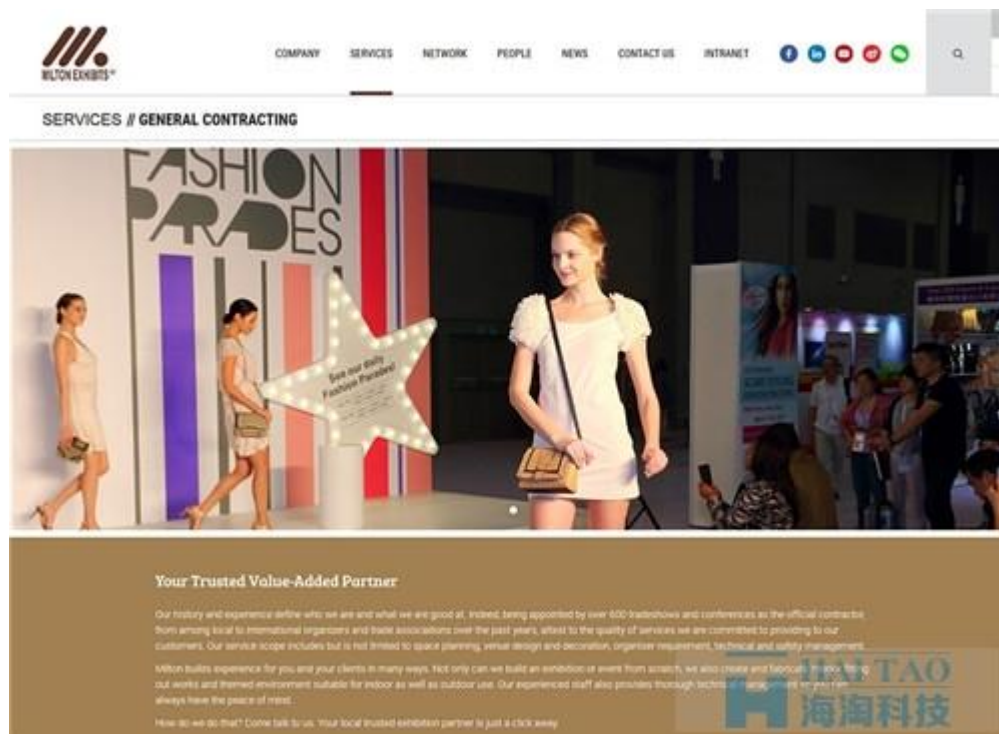 MILTON EXHIBITS
COMPANY SERVICES NETWORK PEOPLE NEWS CONTACT US INTRANET
SERVICES // GENERAL CONTRACTING
FASHION
PARADES
See our daily
Fashion Parades!
Your Trusted Value-Added Partner
Our history and experience define who we are and what we are good at. Indeed, being appointed by over 600 tradeshows and conferences as the official contractor
from among local to international organizers and trade associations over the past years, attest to the quality of services we are committed to providing to our
customers. Our service scope includes but is not limited to space planning, venue design and decoration, organiser requirement, technical and safety management.
Milton builds experience for you and your clients in many ways. Not only can we build an exhibition or event from scratch, we also create and fabricate
out works and themed environment suitable for indoor as well as outdoor use. Our experienced staff also provides thorough technical management so you can
always have the peace of mind.
How do we do that? Come talk to us. Your local trusted exhibition partner is just a click away.
HAI TAO
海淘科技